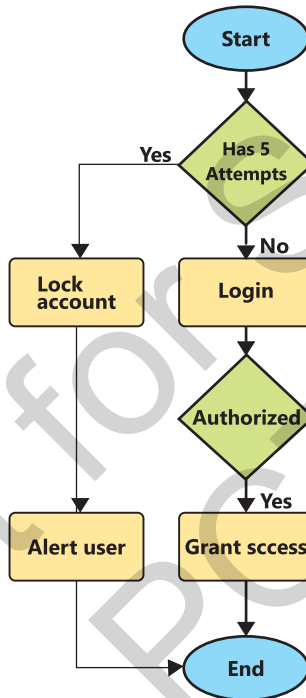 Start
Has 5
Attempts
Yes
No
Lock
account
Login
Authorized
Yes
Alert user
Grant sccess
End